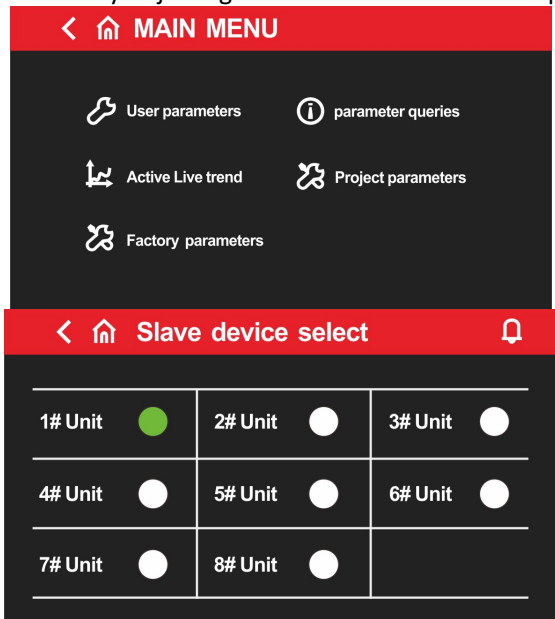 MAIN MENU
User parameters
parameter queries
Active Live trend
Project parameters
Factory parameters
Slave device select
1# Unit
2# Unit
3# Unit
4# Unit
5# Unit
6# Unit
7# Unit
8# Unit